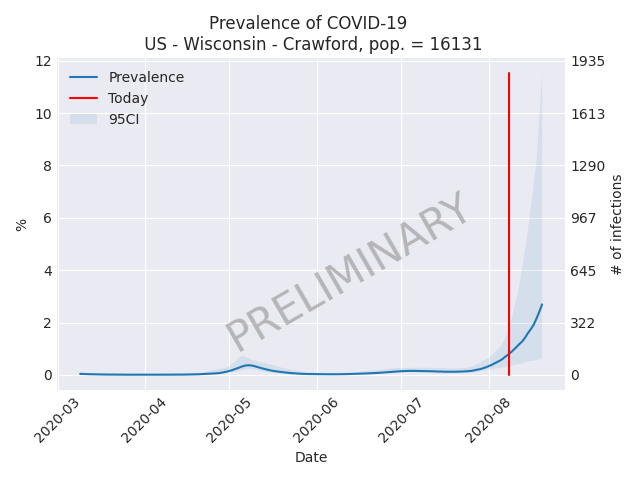 Prevalence of COVID-19
US - Wisconsin - Crawford, pop. = 16131
12
10
8
6
4
2
0
%
Prevalence
Today
95CI
PRELIMINARY
1935
1613
1290
967
645
322
0
# of infections
2020-03
2020-04
2020-05
2020-06
2020-07
2020-08
Date